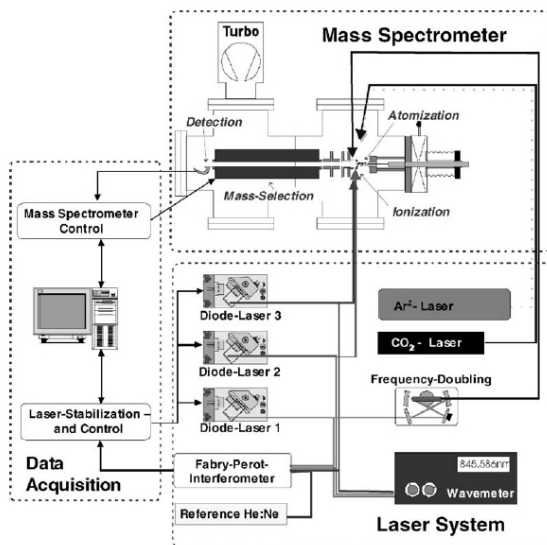 Turbo
Mass Spectrometer
Detection
Atomization
Mass-Selection
Ionization
Mass Spectrometer
Control
Laser-Stabilization
and Control
Data
Acquisition
Diode-Laser 3
Diode-Laser 2
Diode-Laser 1
Ar⁺- Laser
CO₂ - Laser
Frequency-Doubling
Fabry-Perot-
Interferometer
Reference He:Ne
845.586nm
Wavemeter
Laser System